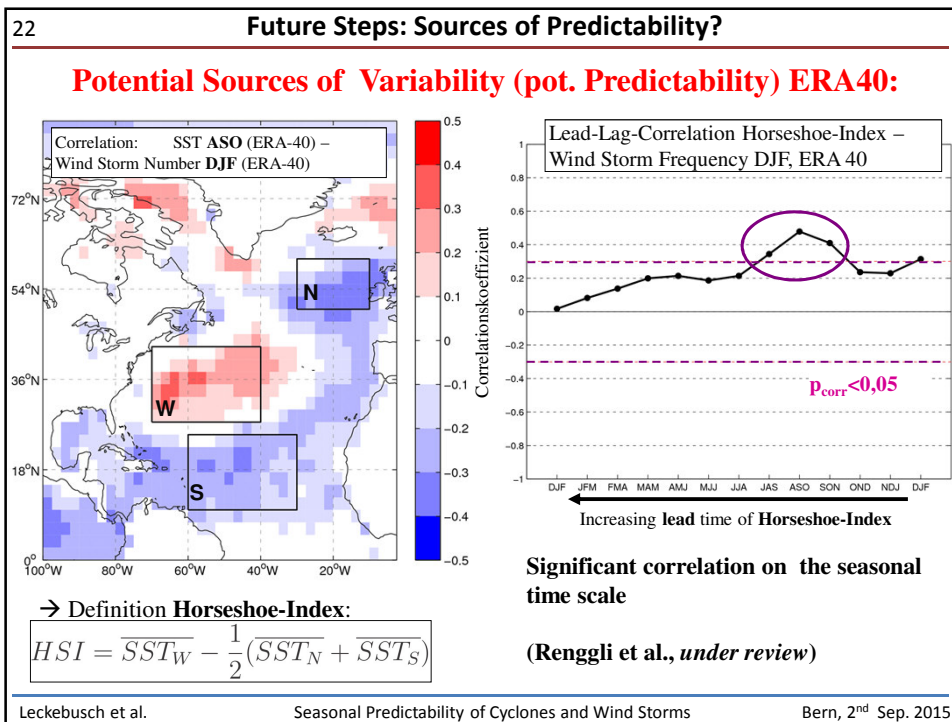 22
Future Steps: Sources of Predictability?
Potential Sources of Variability (pot. Predictability) ERA40:
Correlation: SST ASO (ERA-40) –
Wind Storm Number DJF (ERA-40)
72°N
54°N
36°N
18°N
0°
100°W
80°W
60°W
40°W
20°W
N
W
S
0.5
0.4
0.3
0.2
0.1
0
−0.1
−0.2
−0.3
−0.4
−0.5
Correlationskoeffizient
Lead-Lag-Correlation Horseshoe-Index –
Wind Storm Frequency DJF, ERA 40
1
0.8
0.6
0.4
0.2
0
−0.2
−0.4
−0.6
−0.8
−1
p_corr<0,05
DJF JFM FMA MAM AMJ MJJ JJA JAS ASO SON OND NDJ DJF
Increasing lead time of Horseshoe-Index
→ Definition Horseshoe-Index:
HSI = \overline{SST_W} − \frac{1}{2}(\overline{SST_N} + \overline{SST_S})
Significant correlation on the seasonal
time scale
(Renggli et al., under review)
Leckebusch et al. Seasonal Predictability of Cyclones and Wind Storms Bern, 2nd Sep. 2015